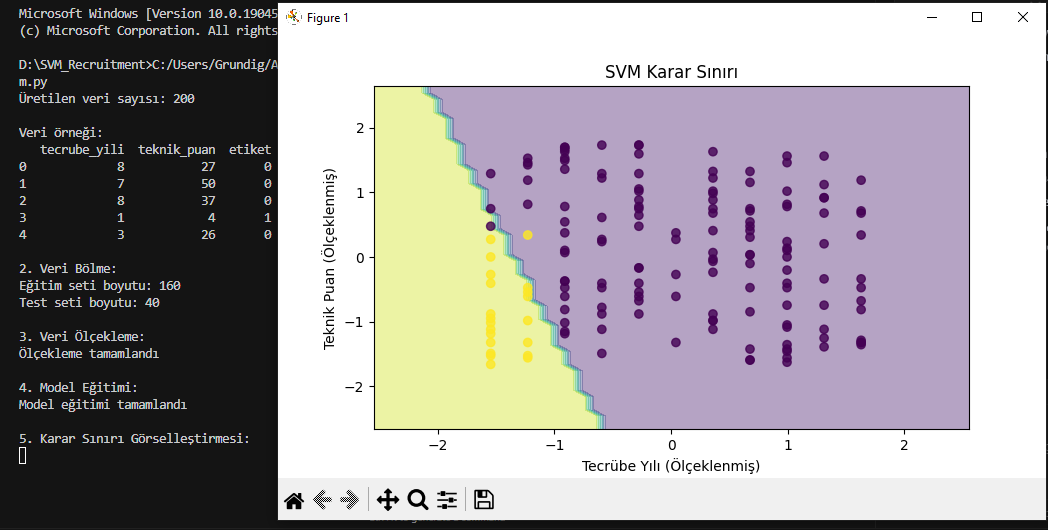 Microsoft Windows [Version 10.0.19045
(c) Microsoft Corporation. All rights
D:\SVM_Recruitment>C:/Users/Grundig/A
m.py
Üretilen veri sayısı: 200
Veri örneği:
tecrube_yili teknik_puan etiket
0 8 27 0
1 7 50 0
2 8 37 0
3 1 4 1
4 3 26 0
2. Veri Bölme:
Eğitim seti boyutu: 160
Test seti boyutu: 40
3. Veri Ölçekleme:
Ölçekleme tamamlandı
4. Model Eğitimi:
Model eğitimi tamamlandı
5. Karar Sınırı Görselleştirmesi:
Figure 1
SVM Karar Sınırı
Teknik Puan (Ölçeklenmiş)
2
1
0
−1
−2
−2 −1 0 1 2
Tecrübe Yılı (Ölçeklenmiş)